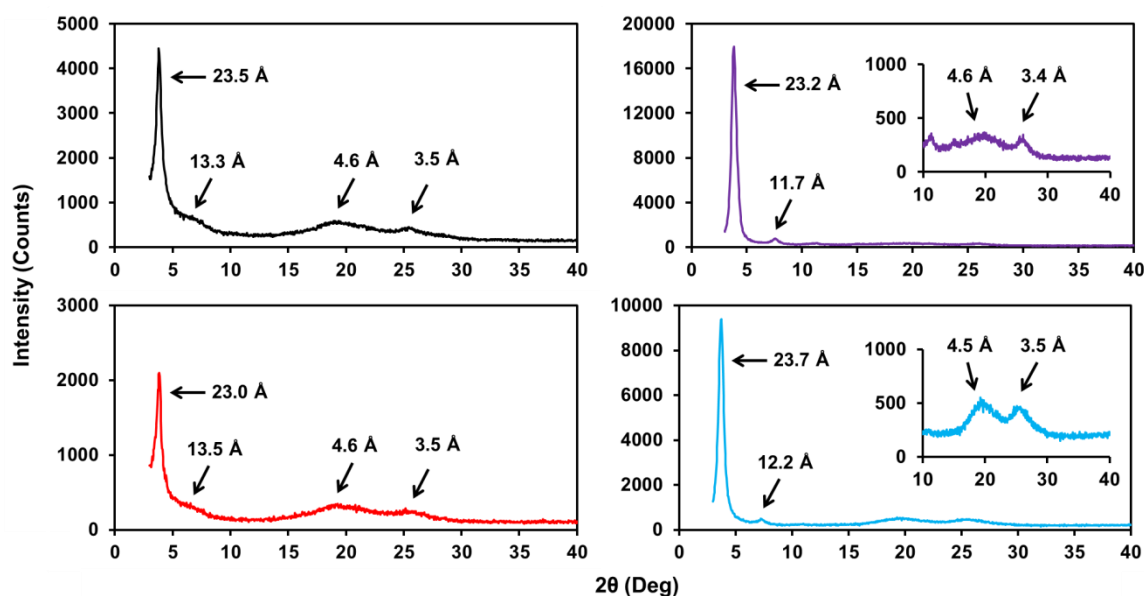 Intensity (Counts)
5000
4000
3000
2000
1000
0
0 5 10 15 20 25 30 35 40
23.5 Å
13.3 Å
4.6 Å
3.5 Å
20000
16000
12000
8000
4000
0
0 5 10 15 20 25 30 35 40
23.2 Å
11.7 Å
1000
500
0
10 20 30 40
4.6 Å
3.4 Å
3000
2000
1000
0
0 5 10 15 20 25 30 35 40
23.0 Å
13.5 Å
4.6 Å
3.5 Å
10000
8000
6000
4000
2000
0
0 5 10 15 20 25 30 35 40
23.7 Å
12.2 Å
1000
500
0
10 20 30 40
4.5 Å
3.5 Å
2θ (Deg)